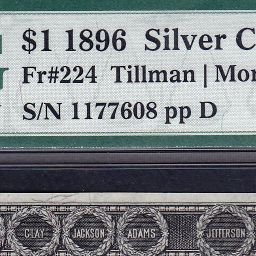 $1 1896 Silver C
Fr#224 Tillman | Mor
S/N 1177608 pp D
CLAY JACKSON ADAMS JEFFERSON